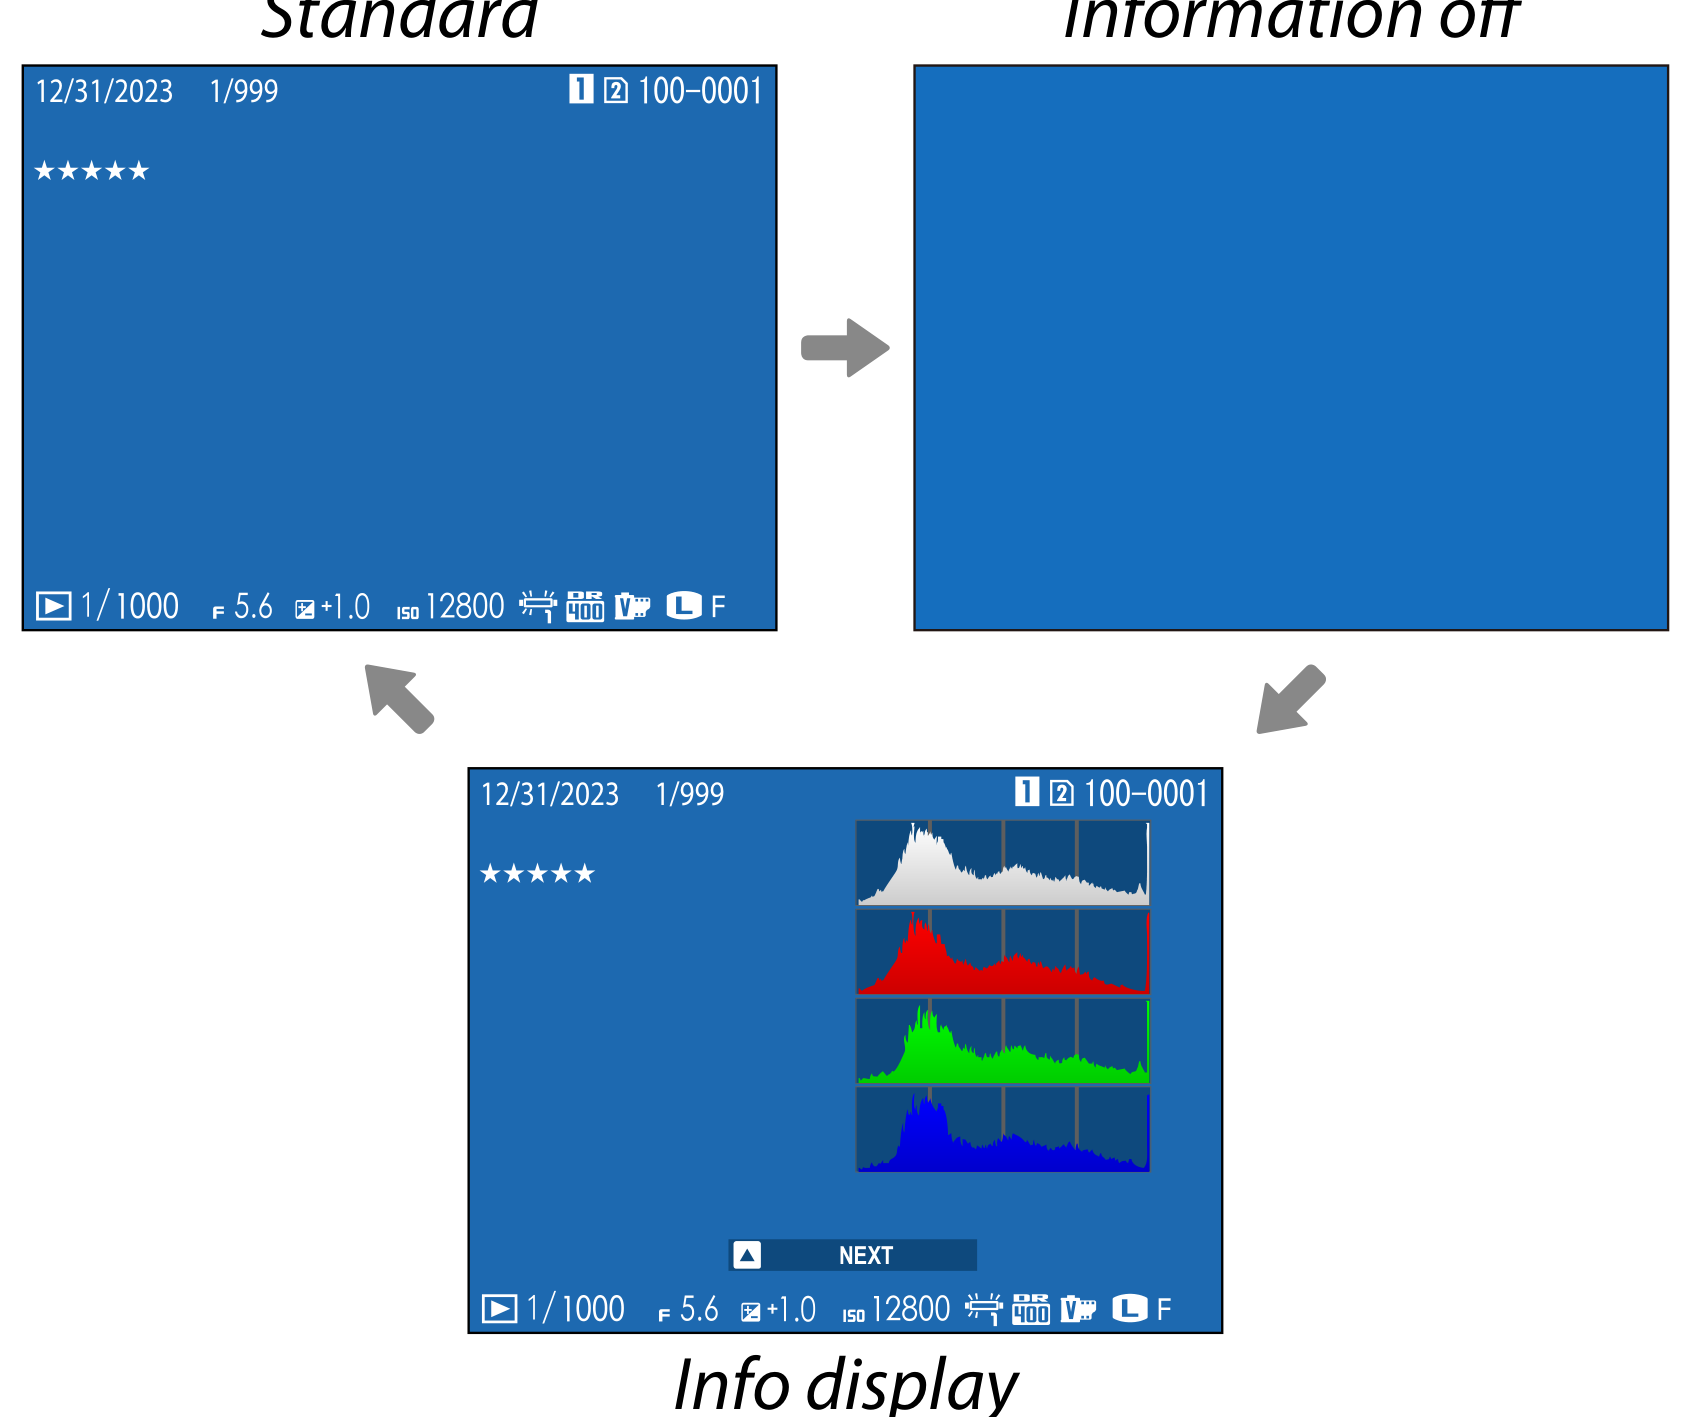 Standard
Information off
12/31/2023 1/999 1 2 100-0001
★★★★★
1/1000 F 5.6 +1.0 ISO 12800 1 DR 400 V L F
12/31/2023 1/999 1 2 100-0001
★★★★★
NEXT
1/1000 F 5.6 +1.0 ISO 12800 1 DR 400 V L F
Info display